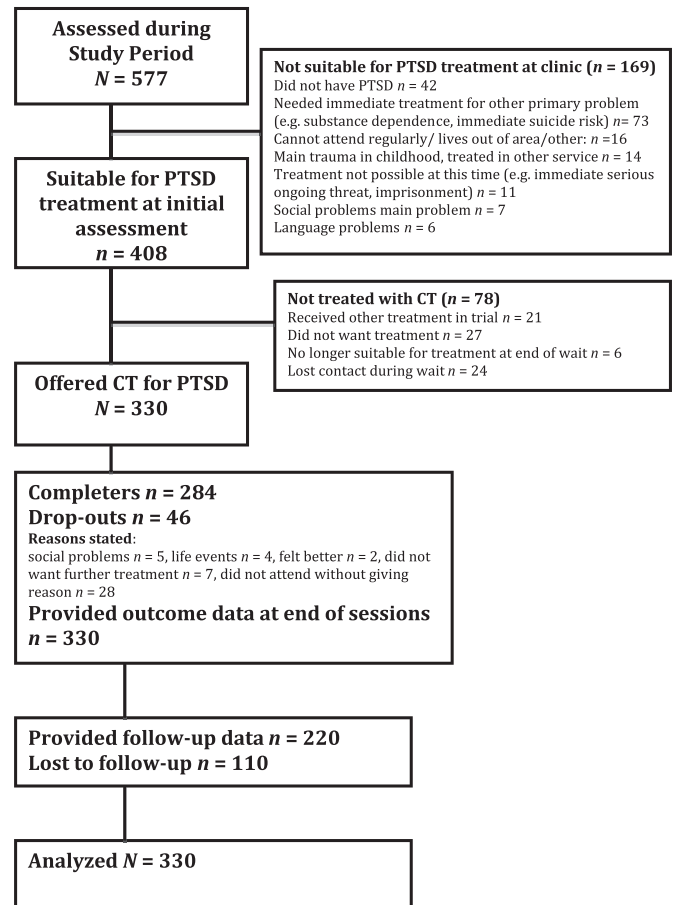 Assessed during
Study Period
N = 577
Not suitable for PTSD treatment at clinic (n = 169)
Did not have PTSD n = 42
Needed immediate treatment for other primary problem
(e.g. substance dependence, immediate suicide risk) n= 73
Cannot attend regularly/ lives out of area/other: n =16
Main trauma in childhood, treated in other service n = 14
Treatment not possible at this time (e.g. immediate serious
ongoing threat, imprisonment) n = 11
Social problems main problem n = 7
Language problems n = 6
Suitable for PTSD
treatment at initial
assessment
n = 408
Not treated with CT (n = 78)
Received other treatment in trial n = 21
Did not want treatment n = 27
No longer suitable for treatment at end of wait n = 6
Lost contact during wait n = 24
Offered CT for PTSD
N = 330
Completers n = 284
Drop-outs n = 46
Reasons stated:
social problems n = 5, life events n = 4, felt better n = 2, did not
want further treatment n = 7, did not attend without giving
reason n = 28
Provided outcome data at end of sessions
n = 330
Provided follow-up data n = 220
Lost to follow-up n = 110
Analyzed N = 330